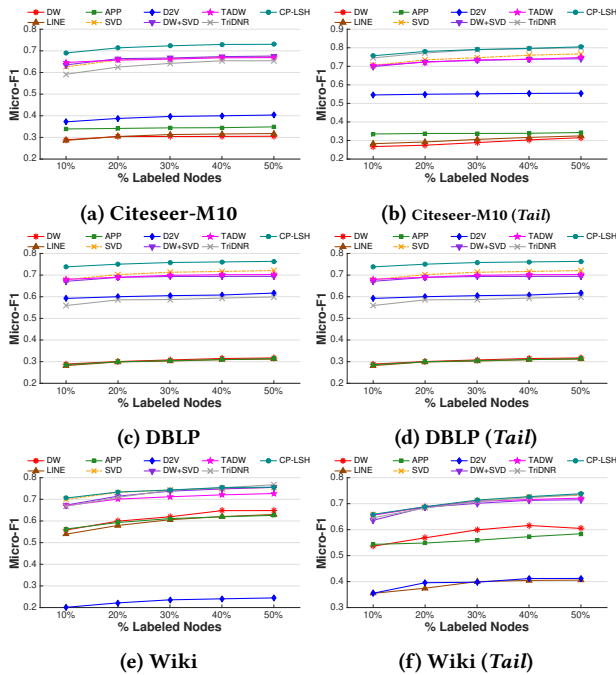 DW APP D2V TADW CP-LSH
LINE SVD DW+SVD TriDNR
Micro-F1
0.8
0.7
0.6
0.5
0.4
0.3
0.2
10% 20% 30% 40% 50%
% Labeled Nodes
(a) Citeseer-M10
DW APP D2V TADW CP-LSH
LINE SVD DW+SVD TriDNR
Micro-F1
0.9
0.8
0.7
0.6
0.5
0.4
0.3
0.2
10% 20% 30% 40% 50%
% Labeled Nodes
(b) Citeseer-M10 (Tail)
DW APP D2V TADW CP-LSH
LINE SVD DW+SVD TriDNR
Micro-F1
0.9
0.8
0.7
0.6
0.5
0.4
0.3
0.2
10% 20% 30% 40% 50%
% Labeled Nodes
(c) DBLP
DW APP D2V TADW CP-LSH
LINE SVD DW+SVD TriDNR
Micro-F1
0.9
0.8
0.7
0.6
0.5
0.4
0.3
0.2
10% 20% 30% 40% 50%
% Labeled Nodes
(d) DBLP (Tail)
DW APP D2V TADW CP-LSH
LINE SVD DW+SVD TriDNR
Micro-F1
0.9
0.8
0.7
0.6
0.5
0.4
0.3
0.2
10% 20% 30% 40% 50%
% Labeled Nodes
(e) Wiki
DW APP D2V TADW CP-LSH
LINE SVD DW+SVD TriDNR
Micro-F1
0.8
0.7
0.6
0.5
0.4
0.3
10% 20% 30% 40% 50%
% Labeled Nodes
(f) Wiki (Tail)